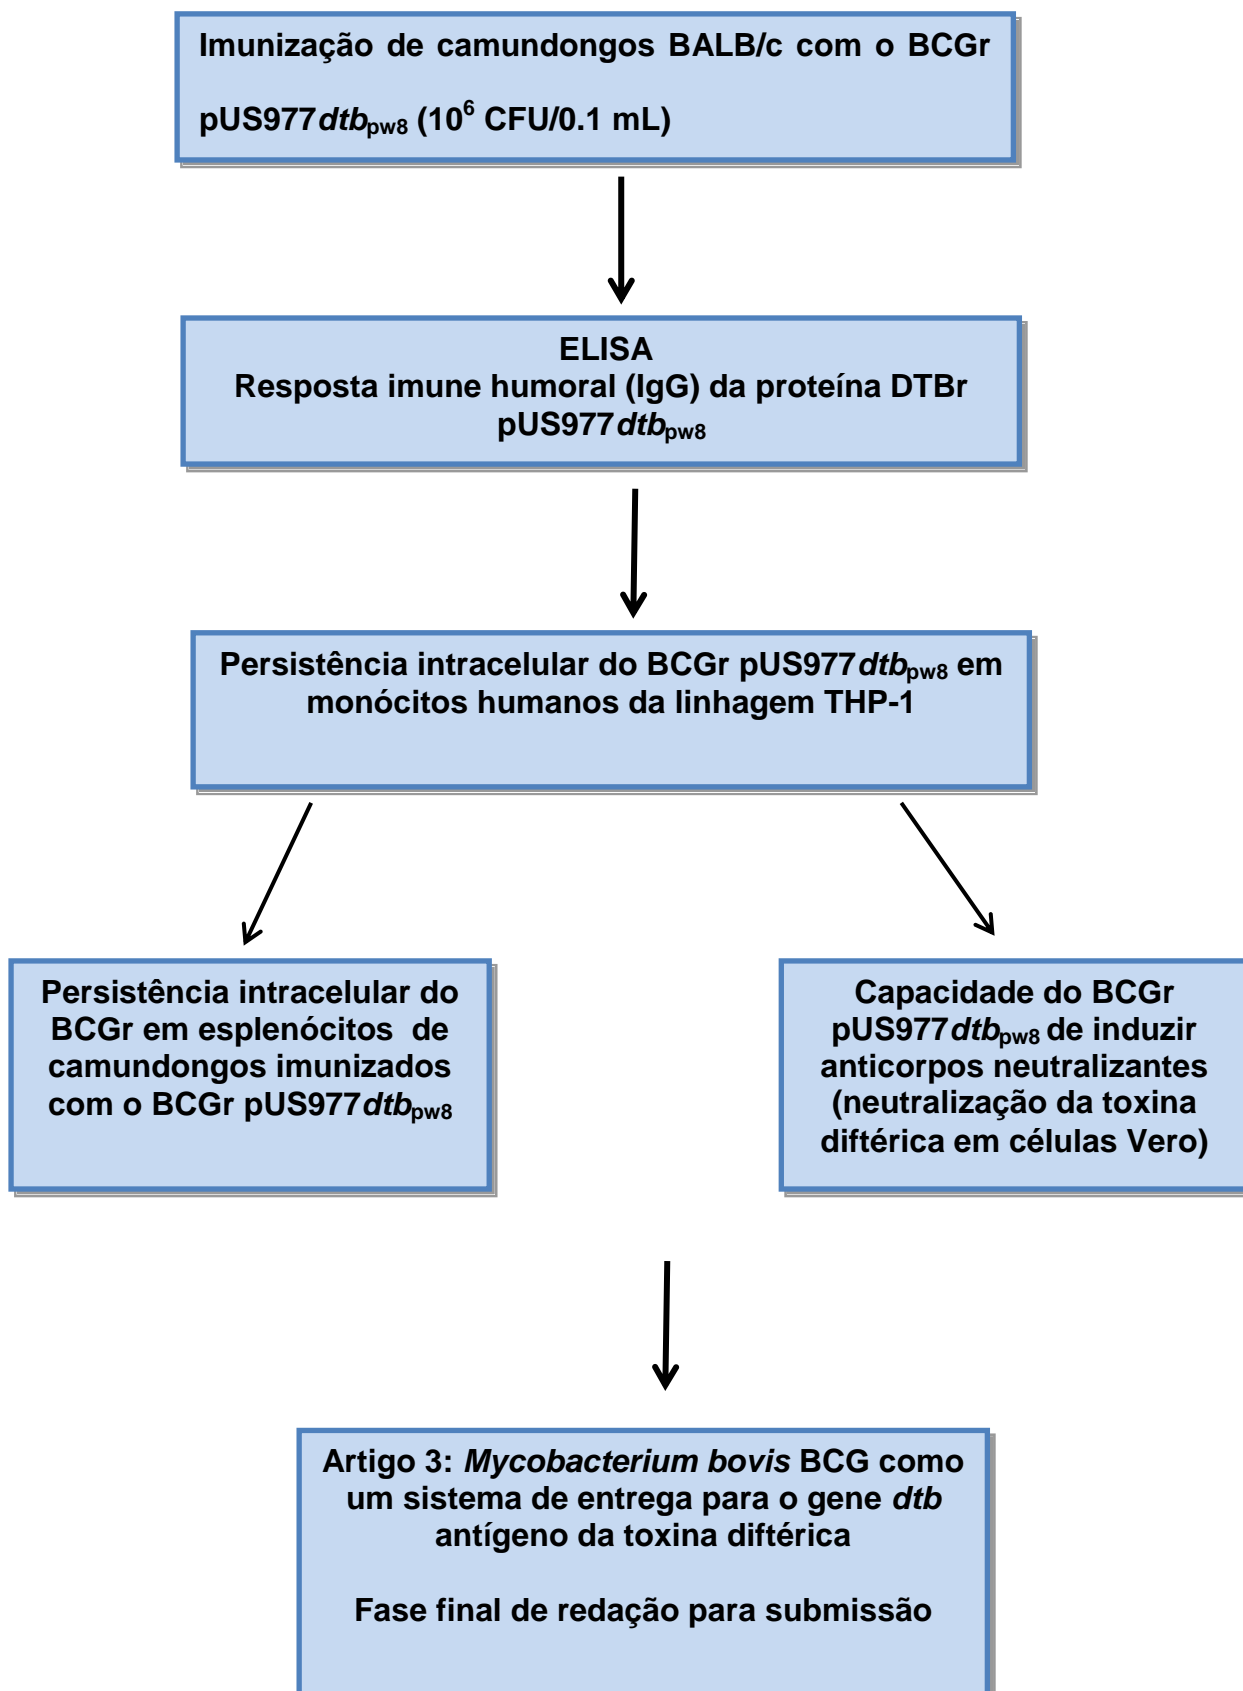 Imunização de camundongos BALB/c com o BCGr
pUS977dtbpw8 (10⁶ CFU/0.1 mL)
ELISA
Resposta imune humoral (IgG) da proteína DTBr
pUS977dtbpw8
Persistência intracelular do BCGr pUS977dtbpw8 em
monócitos humanos da linhagem THP-1
Persistência intracelular do
BCGr em esplenócitos de
camundongos imunizados
com o BCGr pUS977dtbpw8
Capacidade do BCGr
pUS977dtbpw8 de induzir
anticorpos neutralizantes
(neutralização da toxina
diftérica em células Vero)
Artigo 3: Mycobacterium bovis BCG como
um sistema de entrega para o gene dtb
antígeno da toxina diftérica
Fase final de redação para submissão